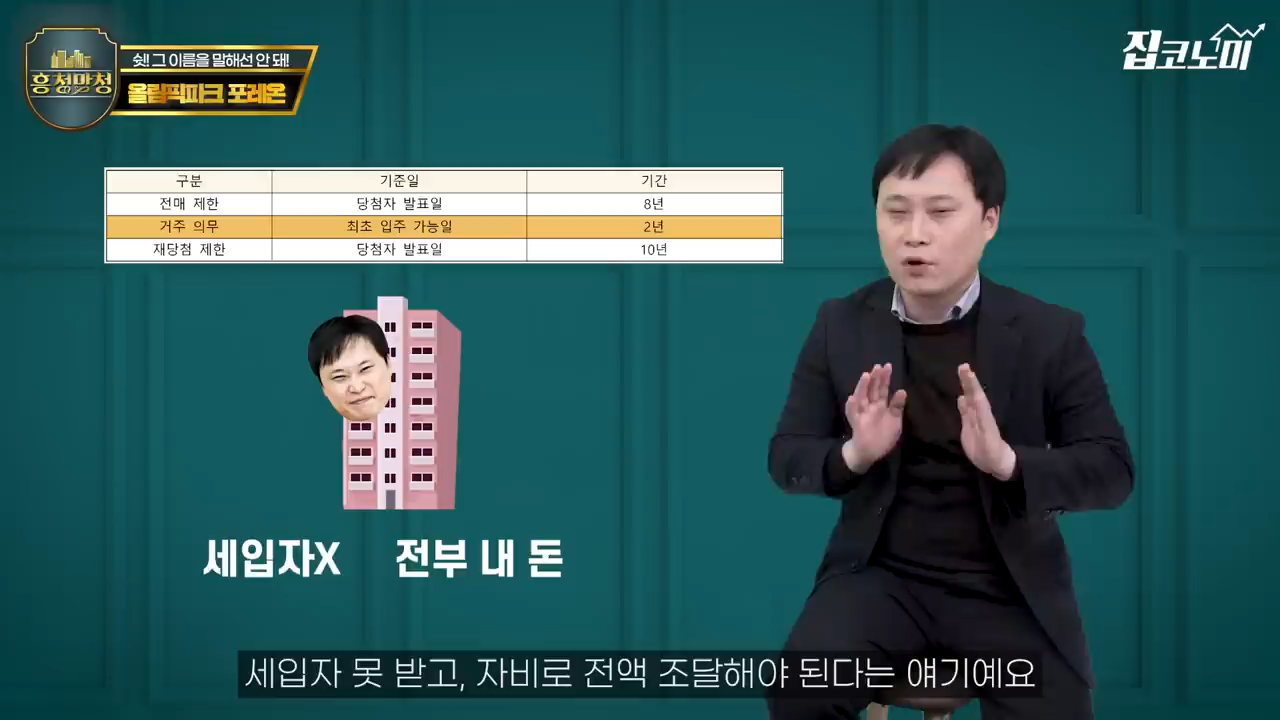 쉿! 그 이름을 말해선 안 돼!
흥청망청
올림픽파크 포레온
집코노미
구분 기준일 기간
전매 제한 당첨자 발표일 8년
거주 의무 최초 입주 가능일 2년
재당첨 제한 당첨자 발표일 10년
세입자X 전부 내 돈
세입자 못 받고, 자비로 전액 조달해야 된다는 얘기예요